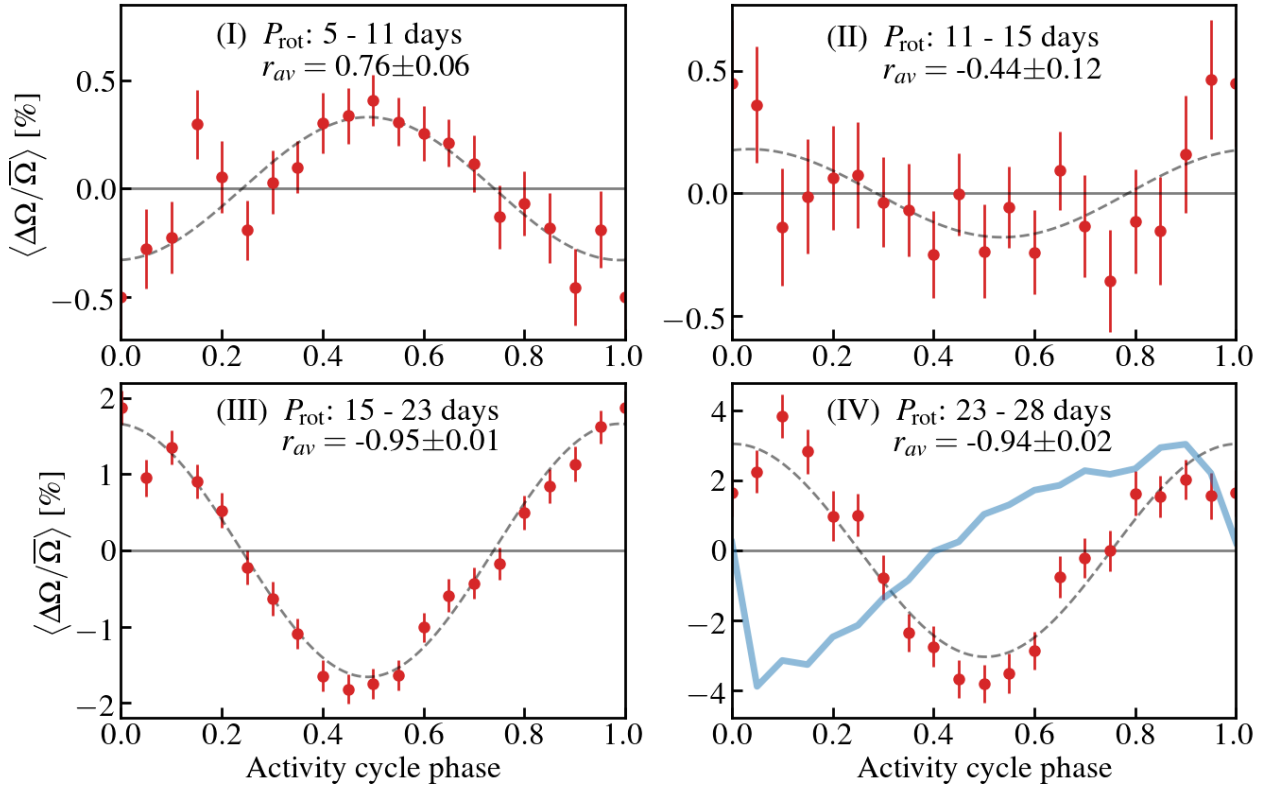 (I) P_rot: 5 - 11 days
r_av = 0.76±0.06
(II) P_rot: 11 - 15 days
r_av = -0.44±0.12
⟨ΔΩ/Ω̅⟩ [%]
0.5
0.0
−0.5
0.0 0.2 0.4 0.6 0.8 1.0
0.5
0.0
−0.5
0.0 0.2 0.4 0.6 0.8 1.0
(III) P_rot: 15 - 23 days
r_av = -0.95±0.01
(IV) P_rot: 23 - 28 days
r_av = -0.94±0.02
⟨ΔΩ/Ω̅⟩ [%]
2
1
0
−1
−2
0.0 0.2 0.4 0.6 0.8 1.0
Activity cycle phase
4
2
0
−2
−4
0.0 0.2 0.4 0.6 0.8 1.0
Activity cycle phase